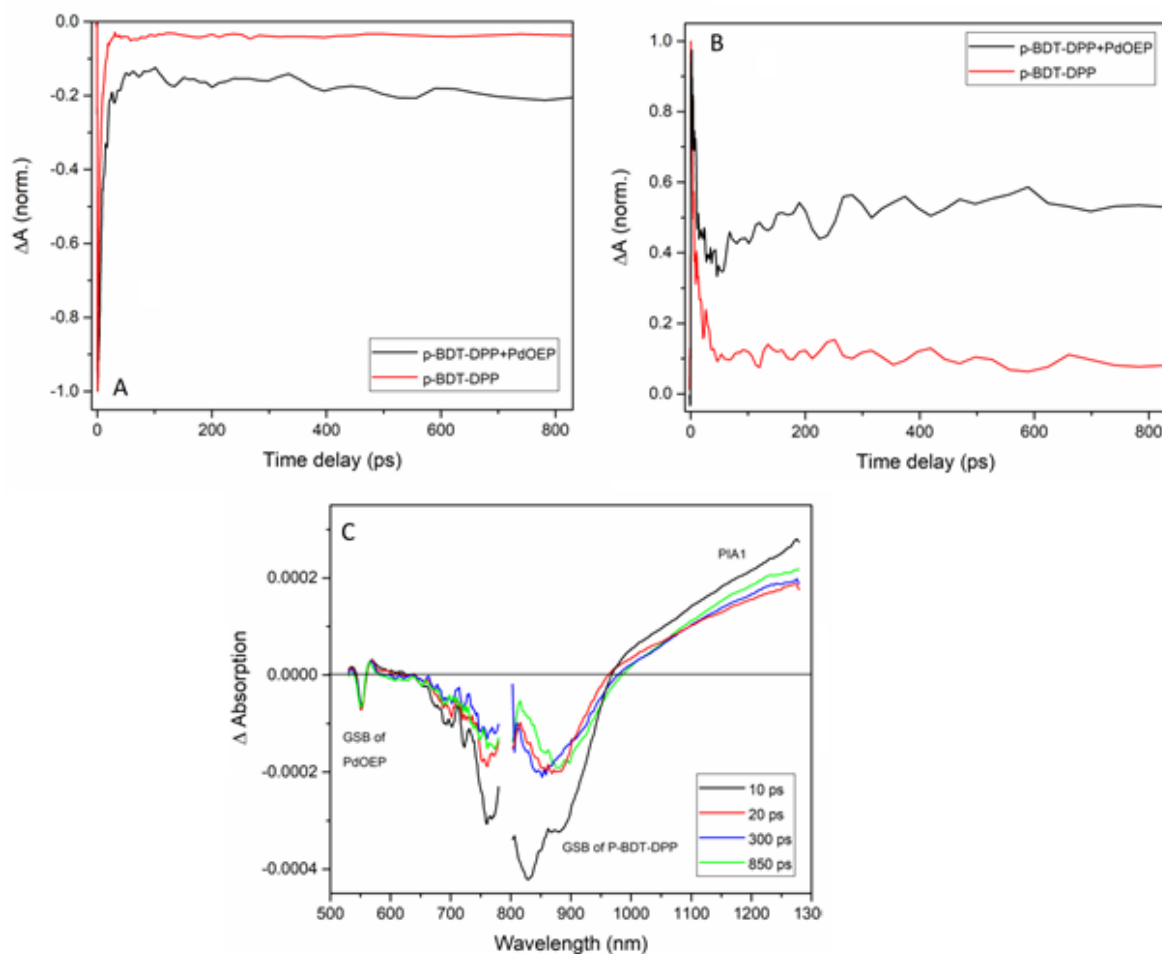 A
ΔA (norm.)
0.0
-0.2
-0.4
-0.6
-0.8
-1.0
0
200
400
600
800
Time delay (ps)
p-BDT-DPP+PdOEP
p-BDT-DPP
B
ΔA (norm.)
1.0
0.8
0.6
0.4
0.2
0.0
0
200
400
600
800
Time delay (ps)
p-BDT-DPP+PdOEP
p-BDT-DPP
C
Δ Absorption
0.0002
0.0000
-0.0002
-0.0004
500
600
700
800
900
1000
1100
1200
130
Wavelength (nm)
PIA1
GSB of
PdOEP
GSB of P-BDT-DPP
10 ps
20 ps
300 ps
850 ps